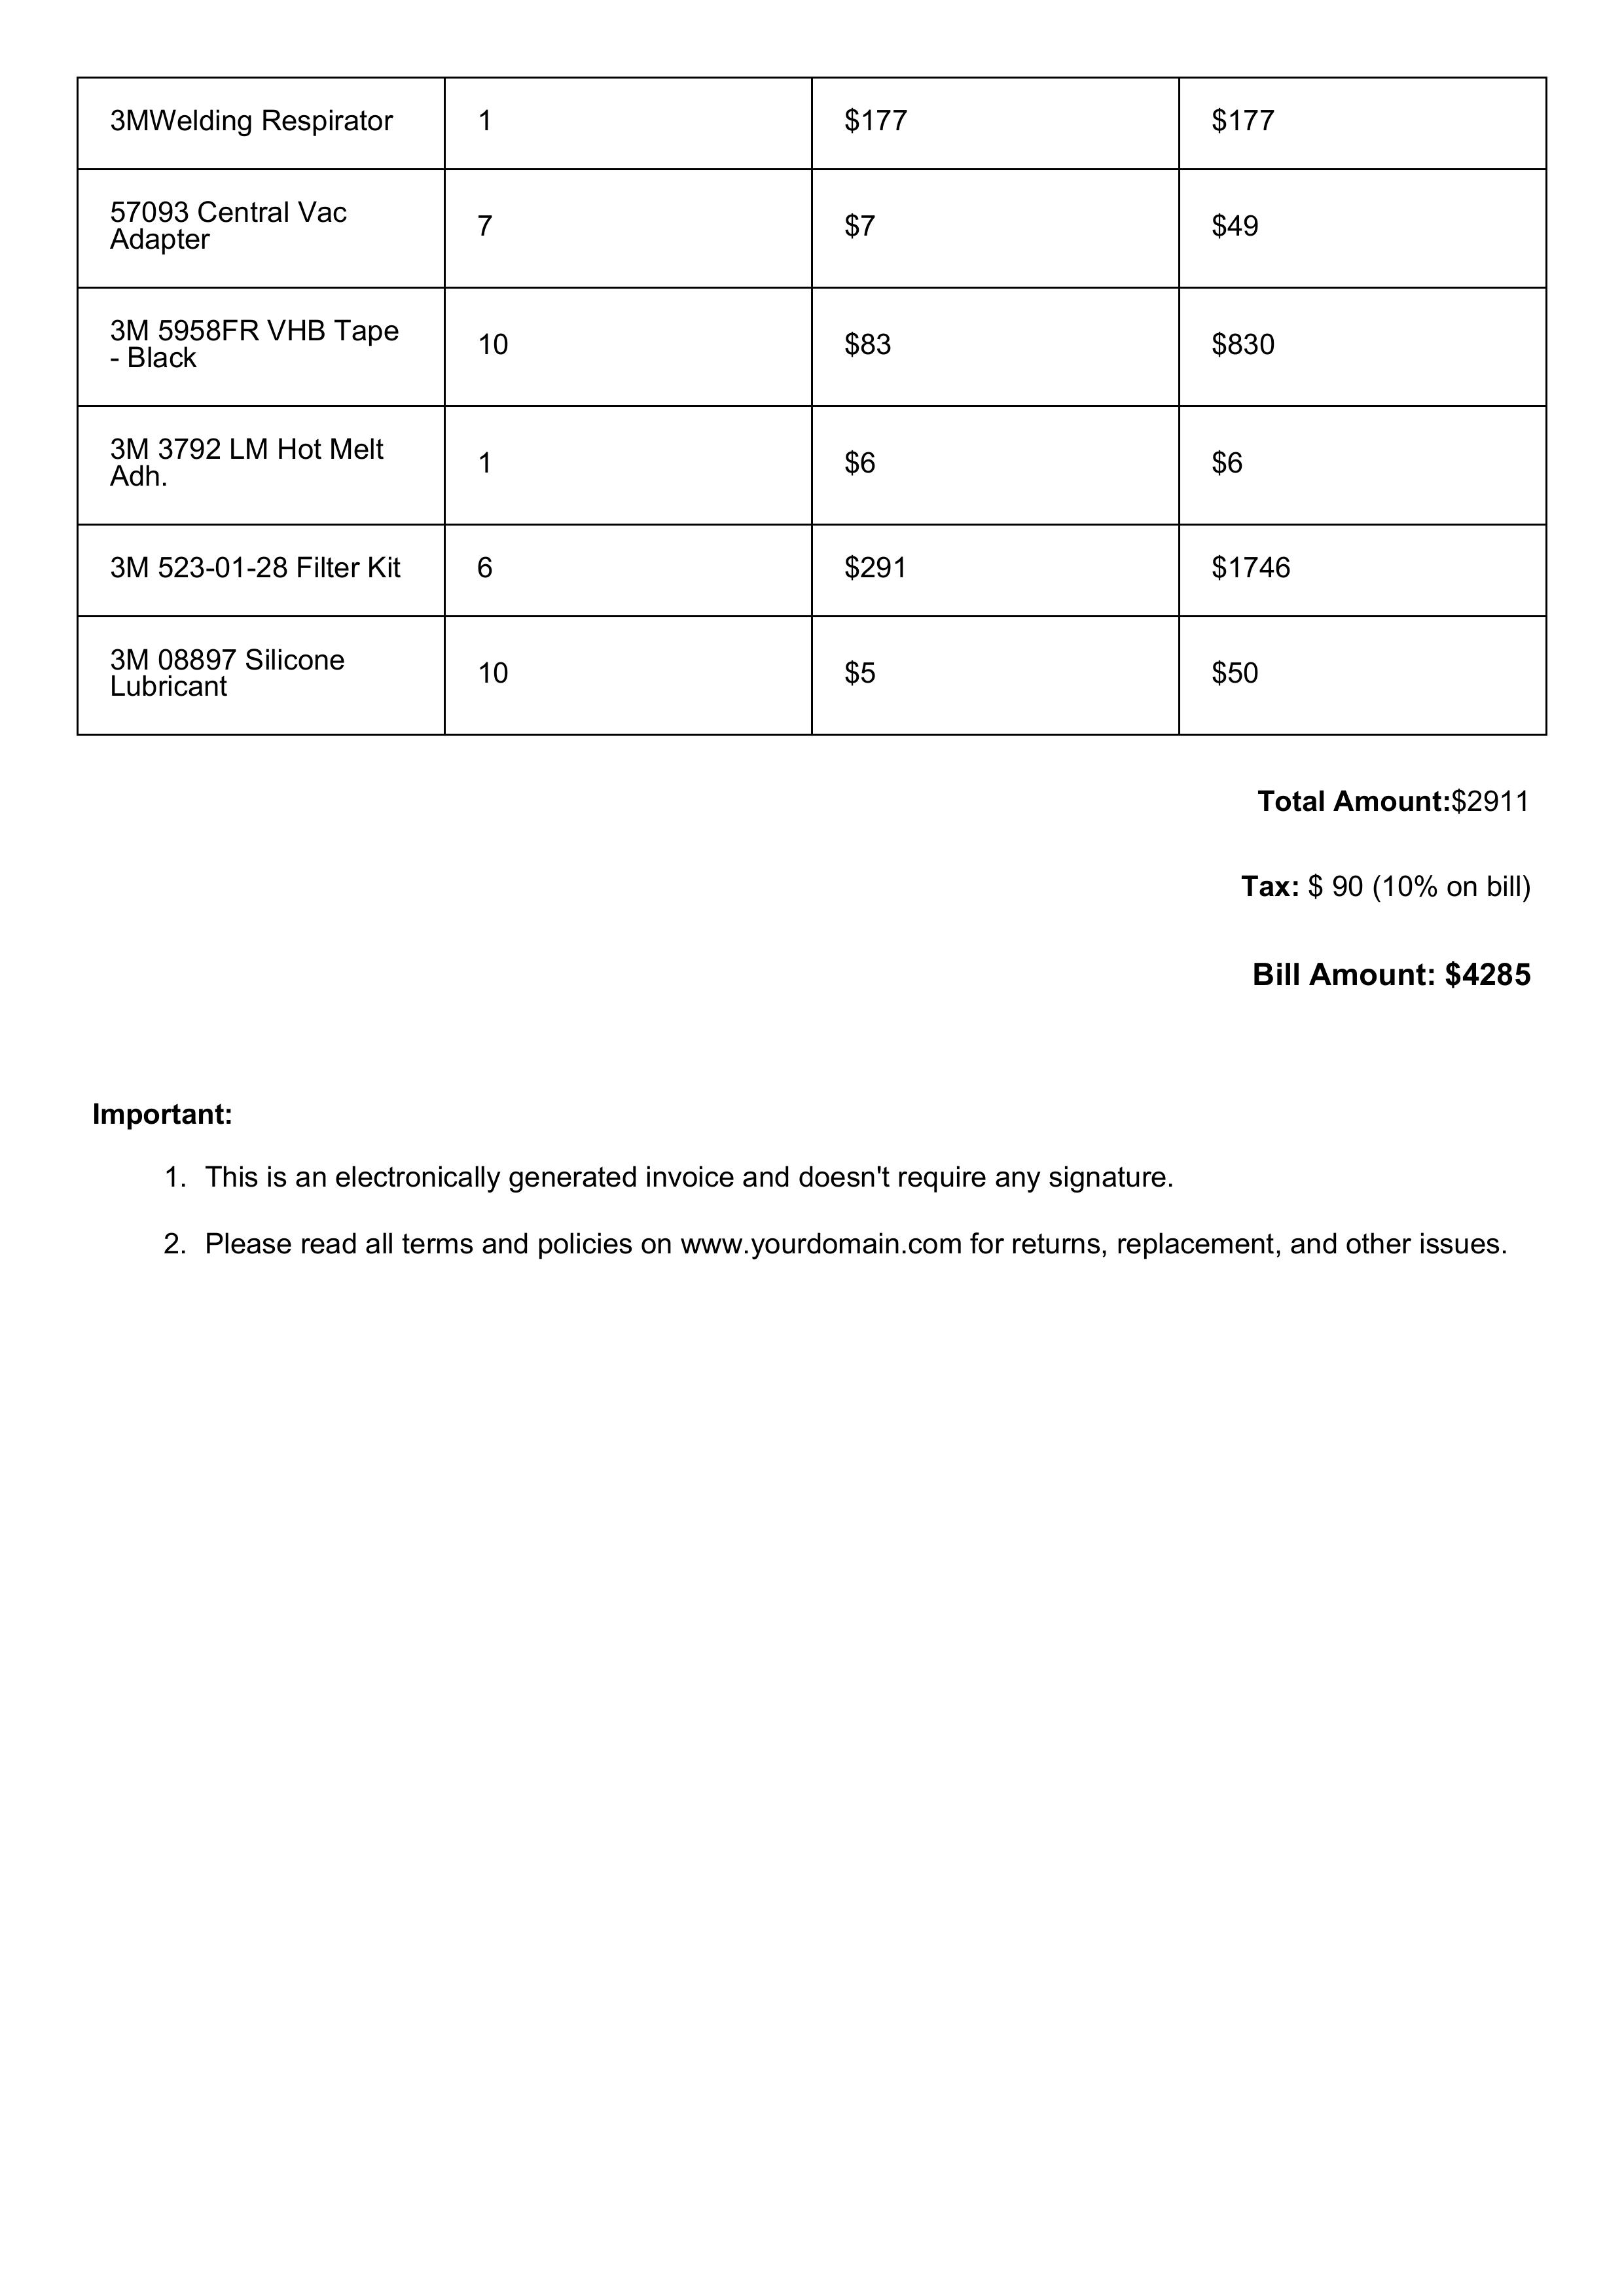 3MWelding Respirator 1 $177 $177
57093 Central Vac
Adapter 7 $7 $49
3M 5958FR VHB Tape
- Black 10 $83 $830
3M 3792 LM Hot Melt
Adh. 1 $6 $6
3M 523-01-28 Filter Kit 6 $291 $1746
3M 08897 Silicone
Lubricant 10 $5 $50
Total Amount:$2911
Tax: $ 90 (10% on bill)
Bill Amount: $4285
Important:
1. This is an electronically generated invoice and doesn't require any signature.
2. Please read all terms and policies on www.yourdomain.com for returns, replacement, and other issues.